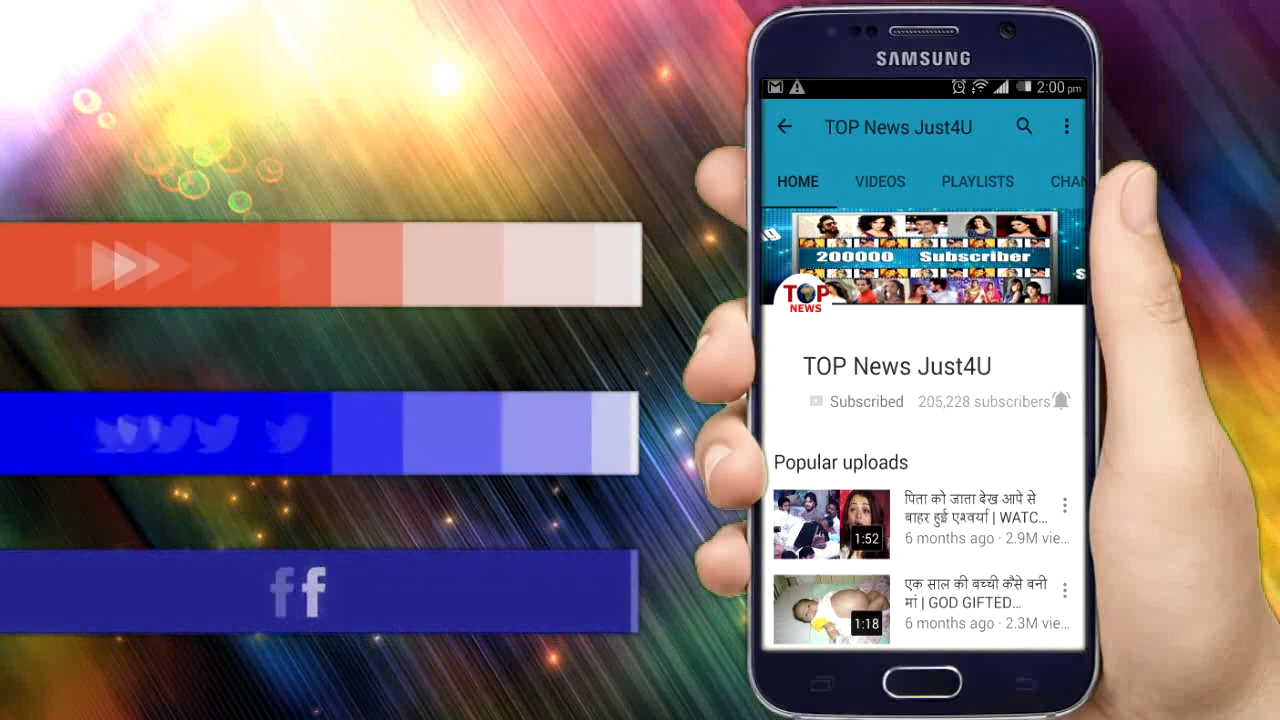 SAMSUNG
2:00 pm
TOP News Just4U
HOME VIDEOS PLAYLISTS CHAN
200000 Subscriber
TOP
NEWS
TOP News Just4U
Subscribed 205,228 subscribers
Popular uploads
पिता को जाता देख आपे से
बाहर हुई एश्वर्या | WATC...
1:52
6 months ago · 2.9M vie...
एक साल की बच्ची कैसे बनी
मां | GOD GIFTED...
1:18
6 months ago · 2.3M vie...